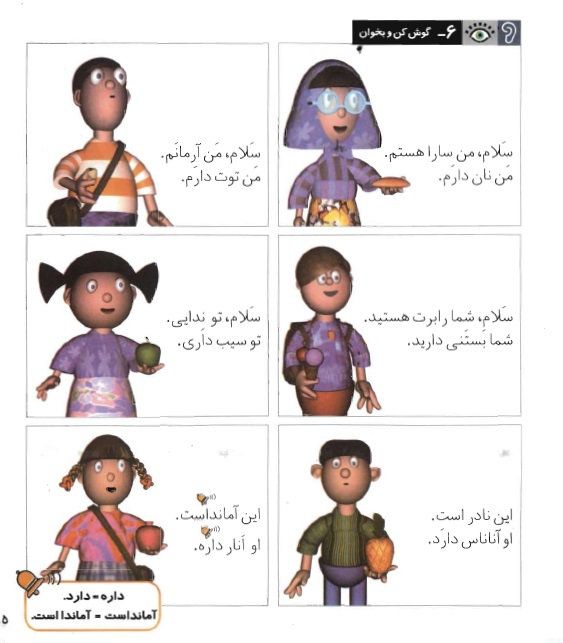 ۶- گوش کن و بخوان
سَلام، من سارا هستم.
مَن نان دارَم.
سَلام، مَن آرمانَم.
مَن توت دارَم.
سَلام، شما رابرت هستید.
شما بَستَنی دارید.
سَلام، تو ندایی.
تو سیب داری.
این نادر است.
او آناناس دارَد.
این آمانداست.
او اَنار داره.
داره = دارد.
آمانداست = آماندا است.
۵